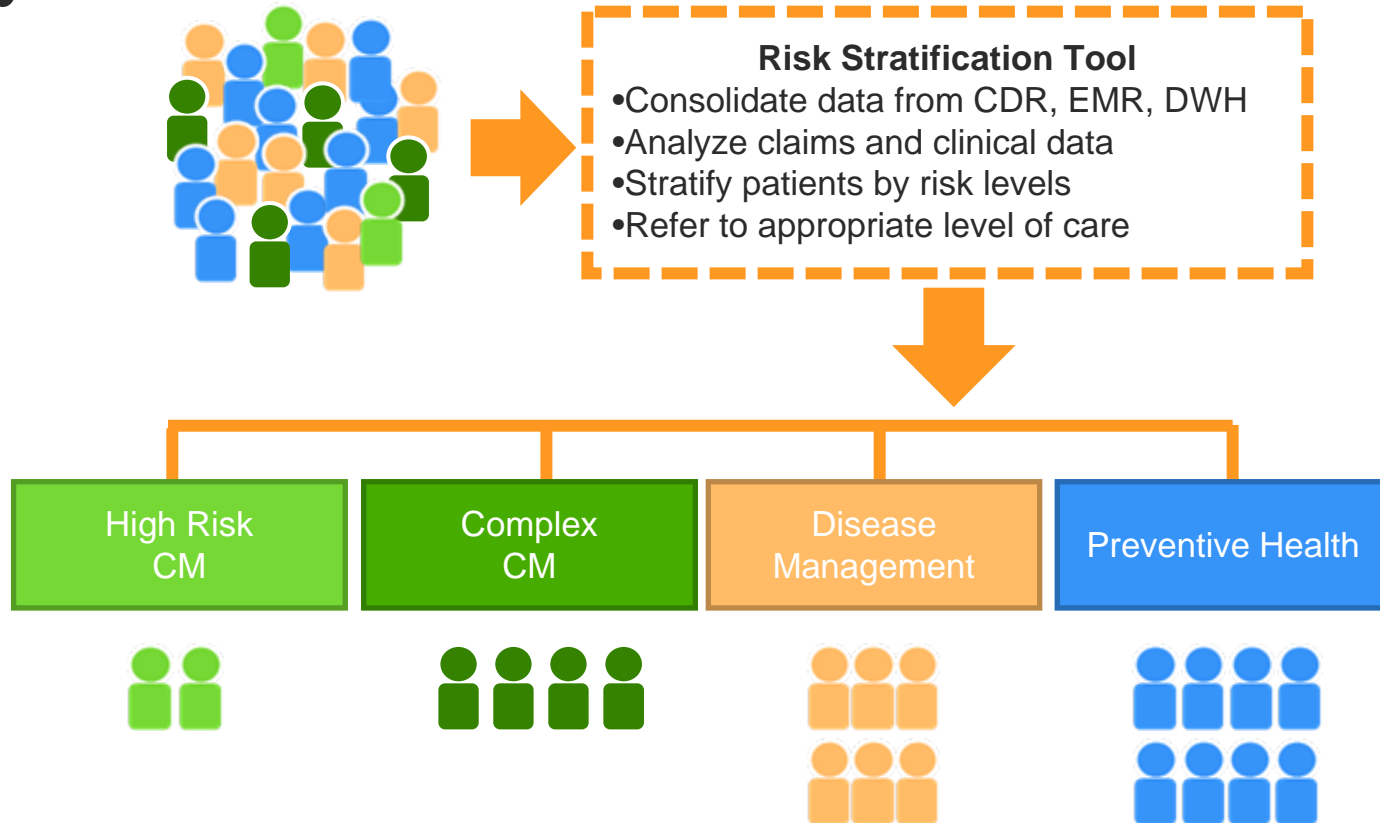 Risk Stratification Tool
•Consolidate data from CDR, EMR, DWH
•Analyze claims and clinical data
•Stratify patients by risk levels
•Refer to appropriate level of care
High Risk
CM
Complex
CM
Disease
Management
Preventive Health